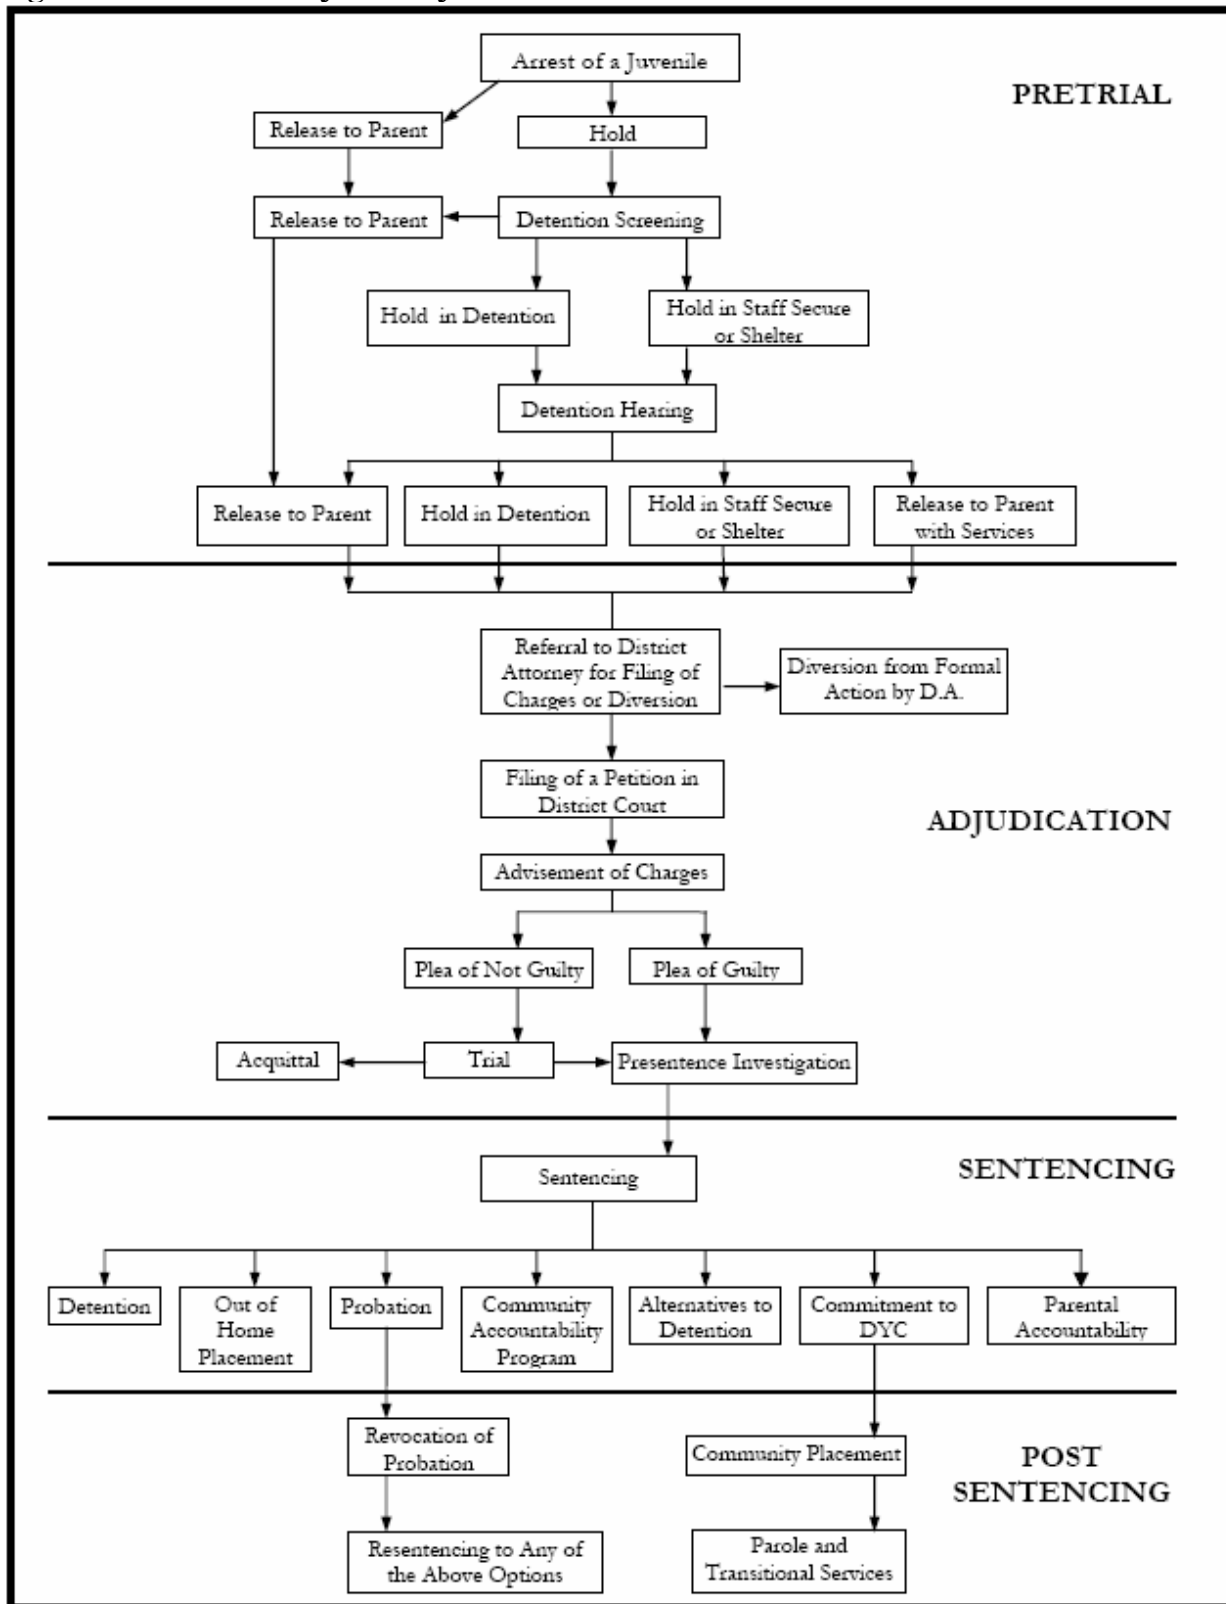 Arrest of a Juvenile
PRETRIAL
Release to Parent
Hold
Release to Parent
Detention Screening
Hold in Detention
Hold in Staff Secure
or Shelter
Detention Hearing
Release to Parent
Hold in Detention
Hold in Staff Secure
or Shelter
Release to Parent
with Services
Referral to District
Attorney for Filing of
Charges or Diversion
Diversion from Formal
Action by D.A.
Filing of a Petition in
District Court
ADJUDICATION
Advisement of Charges
Plea of Not Guilty
Plea of Guilty
Acquittal
Trial
Presentence Investigation
SENTENCING
Sentencing
Detention
Out of
Home
Placement
Probation
Community
Accountability
Program
Alternatives to
Detention
Commitment to
DYC
Parental
Accountability
Revocation of
Probation
Community Placement
POST
SENTENCING
Resentencing to Any of
the Above Options
Parole and
Transitional Services